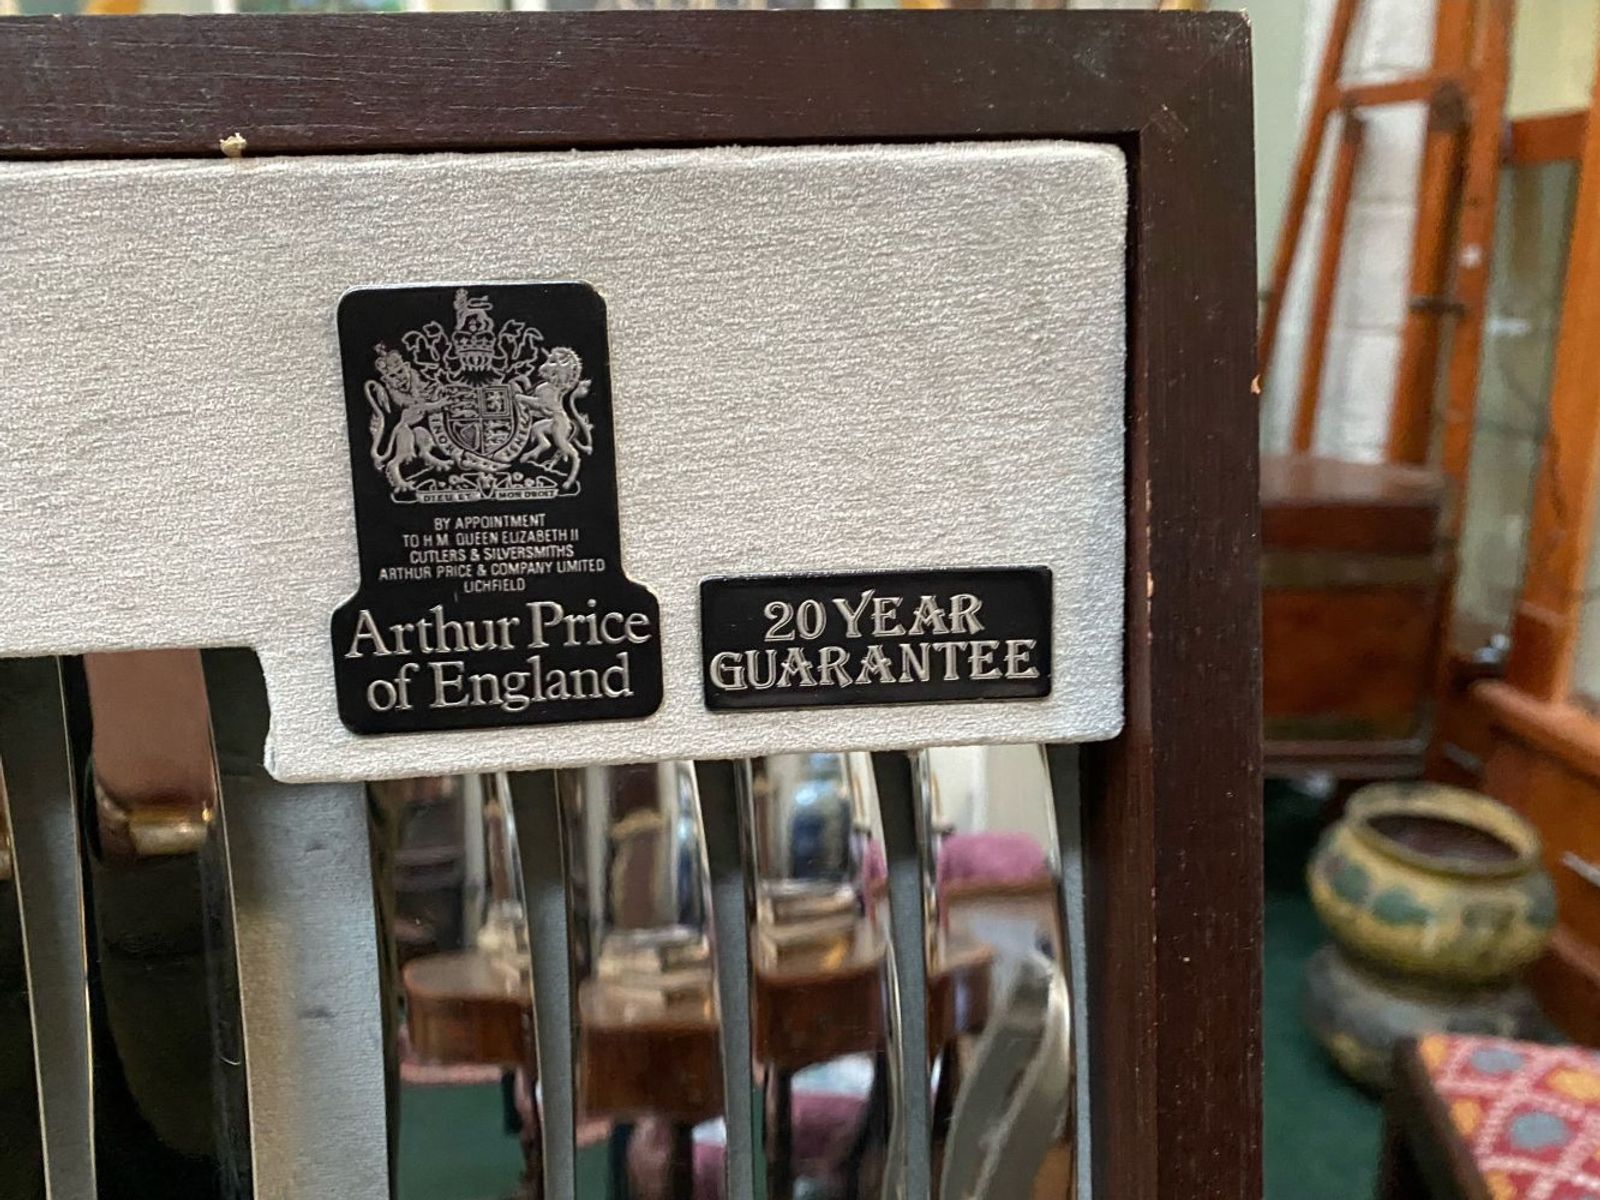 DIEU ET MON DROIT
BY APPOINTMENT
TO H.M. QUEEN ELIZABETH II
CUTLERS & SILVERSMITHS
ARTHUR PRICE & COMPANY LIMITED
LICHFIELD
Arthur Price
of England
20 YEAR
GUARANTEE